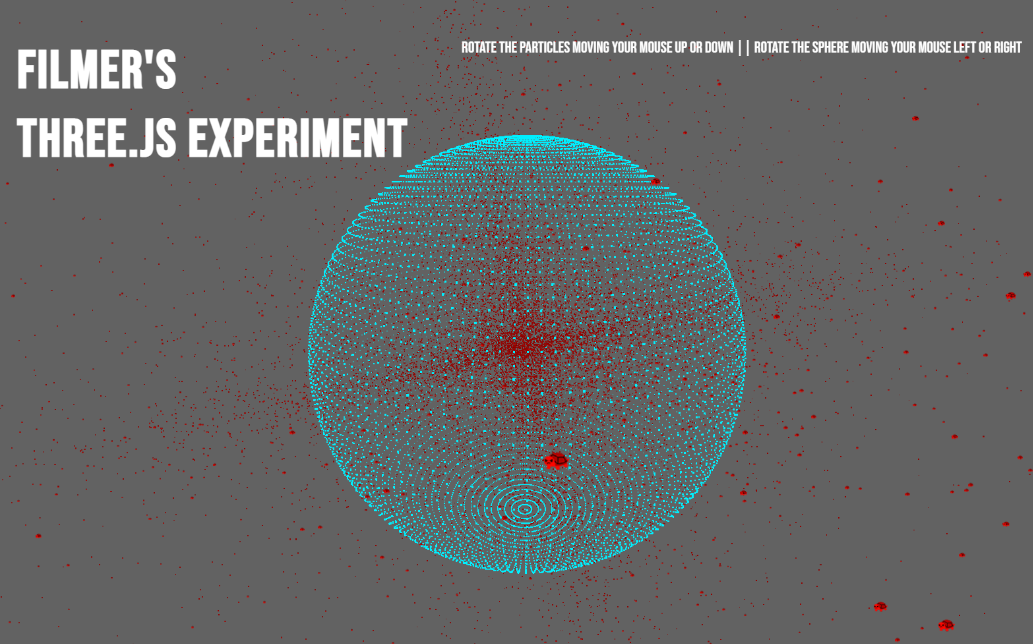 FILMER'S
THREE.JS EXPERIMENT
ROTATE THE PARTICLES MOVING YOUR MOUSE UP OR DOWN || ROTATE THE SPHERE MOVING YOUR MOUSE LEFT OR RIGHT